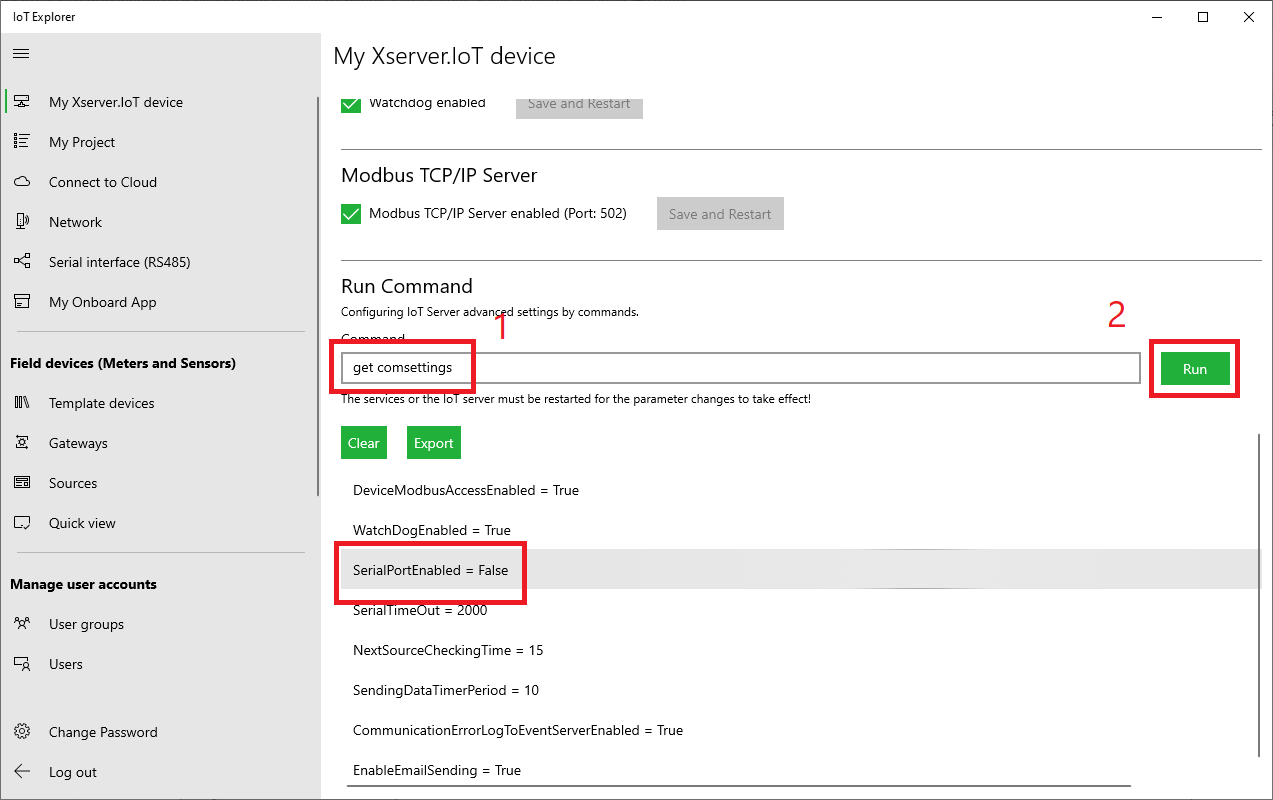 IoT Explorer
My Xserver.IoT device
My Project
Connect to Cloud
Network
Serial interface (RS485)
My Onboard App
Field devices (Meters and Sensors)
Template devices
Gateways
Sources
Quick view
Manage user accounts
User groups
Users
Change Password
Log out
My Xserver.IoT device
Watchdog enabled Save and Restart
Modbus TCP/IP Server
Modbus TCP/IP Server enabled (Port: 502) Save and Restart
Run Command
Configuring IoT Server advanced settings by commands.
1
2
Command
get comsettings
Run
The services or the IoT server must be restarted for the parameter changes to take effect!
Clear Export
DeviceModbusAccessEnabled = True
WatchDogEnabled = True
SerialPortEnabled = False
SerialTimeOut = 2000
NextSourceCheckingTime = 15
SendingDataTimerPeriod = 10
CommunicationErrorLogToEventServerEnabled = True
EnableEmailSending = True